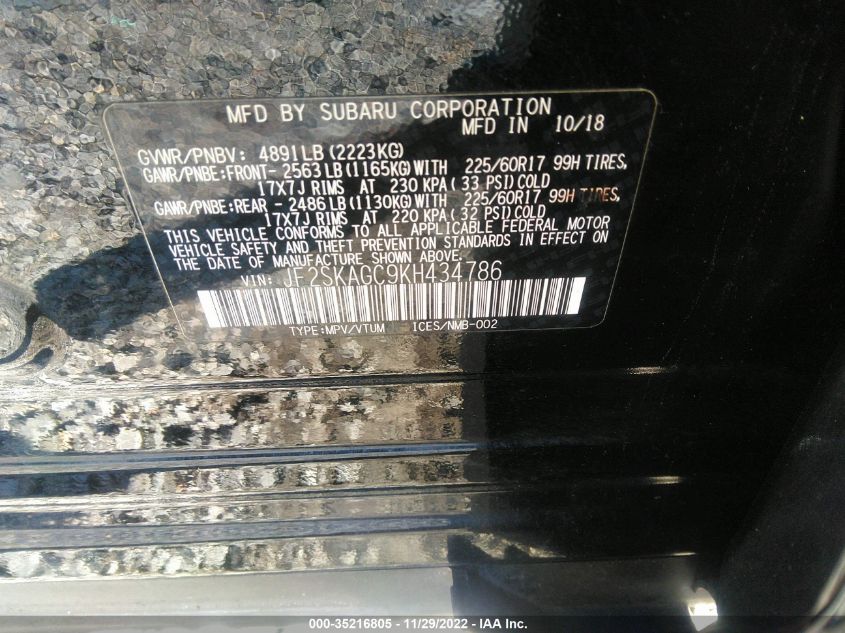 MFD BY SUBARU CORPORATION
MFD IN 10/18
GVWR/PNBV: 4891LB(2223KG)
GAWR/PNBE:FRONT- 2563LB(1165KG)WITH 225/60R17 99H TIRES,
17X7J RIMS AT 230 KPA( 33 PSI)COLD
GAWR/PNBE:REAR - 2486LB(1130KG)WITH 225/60R17 99H TIRES,
17X7J RIMS AT 220 KPA( 32 PSI)COLD
THIS VEHICLE CONFORMS TO ALL APPLICABLE FEDERAL MOTOR
VEHICLE SAFETY AND THEFT PREVENTION STANDARDS IN EFFECT ON
THE DATE OF MANUFACTURE SHOWN ABOVE.
VIN: JF2SKAGC9KH434786
TYPE:MPV/VTUM ICES/NMB-002
000-35216805 - 11/29/2022 - IAA Inc.